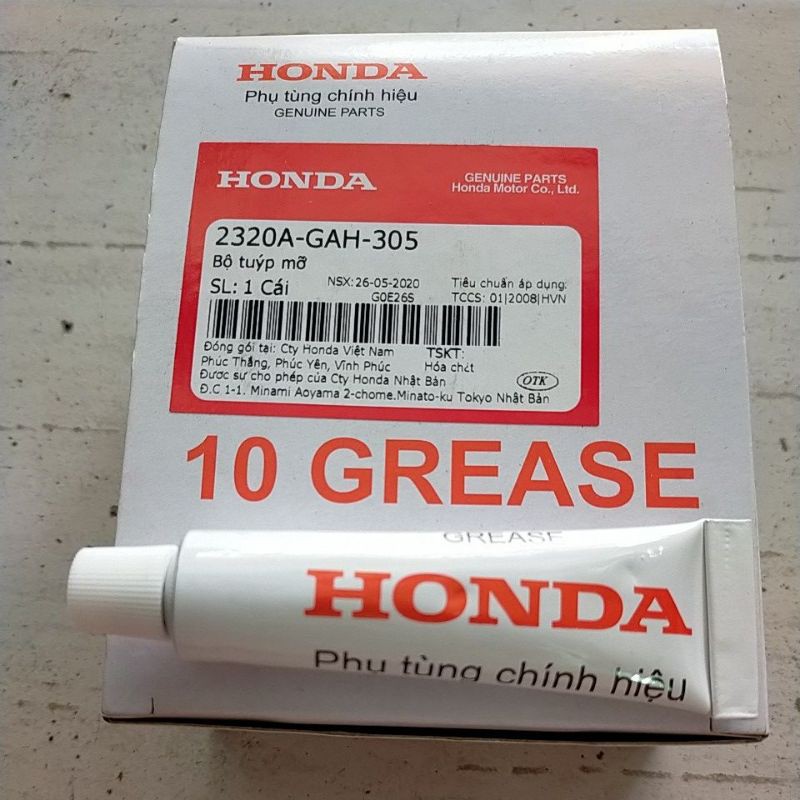 HONDA
Phụ tùng chính hiệu
GENUINE PARTS
HONDA
GENUINE PARTS
Honda Motor Co., Ltd.
2320A-GAH-305
Bộ tuýp mỡ
SL: 1 Cái
NSX:26-05-2020
G0E26S
Tiêu chuẩn áp dụng:
TCCS: 01|2008|HVN
Đóng gói tại: Cty Honda Việt Nam
Phúc Thắng, Phúc Yên, Vĩnh Phúc
TSKT:
Hóa chất
Được sự cho phép của Cty Honda Nhật Bản
Đ.C 1-1. Minami Aoyama 2-chome.Minato-ku Tokyo Nhật Bản
OTK
10 GREASE
GREASE
HONDA
Phụ tùng chính hiệu